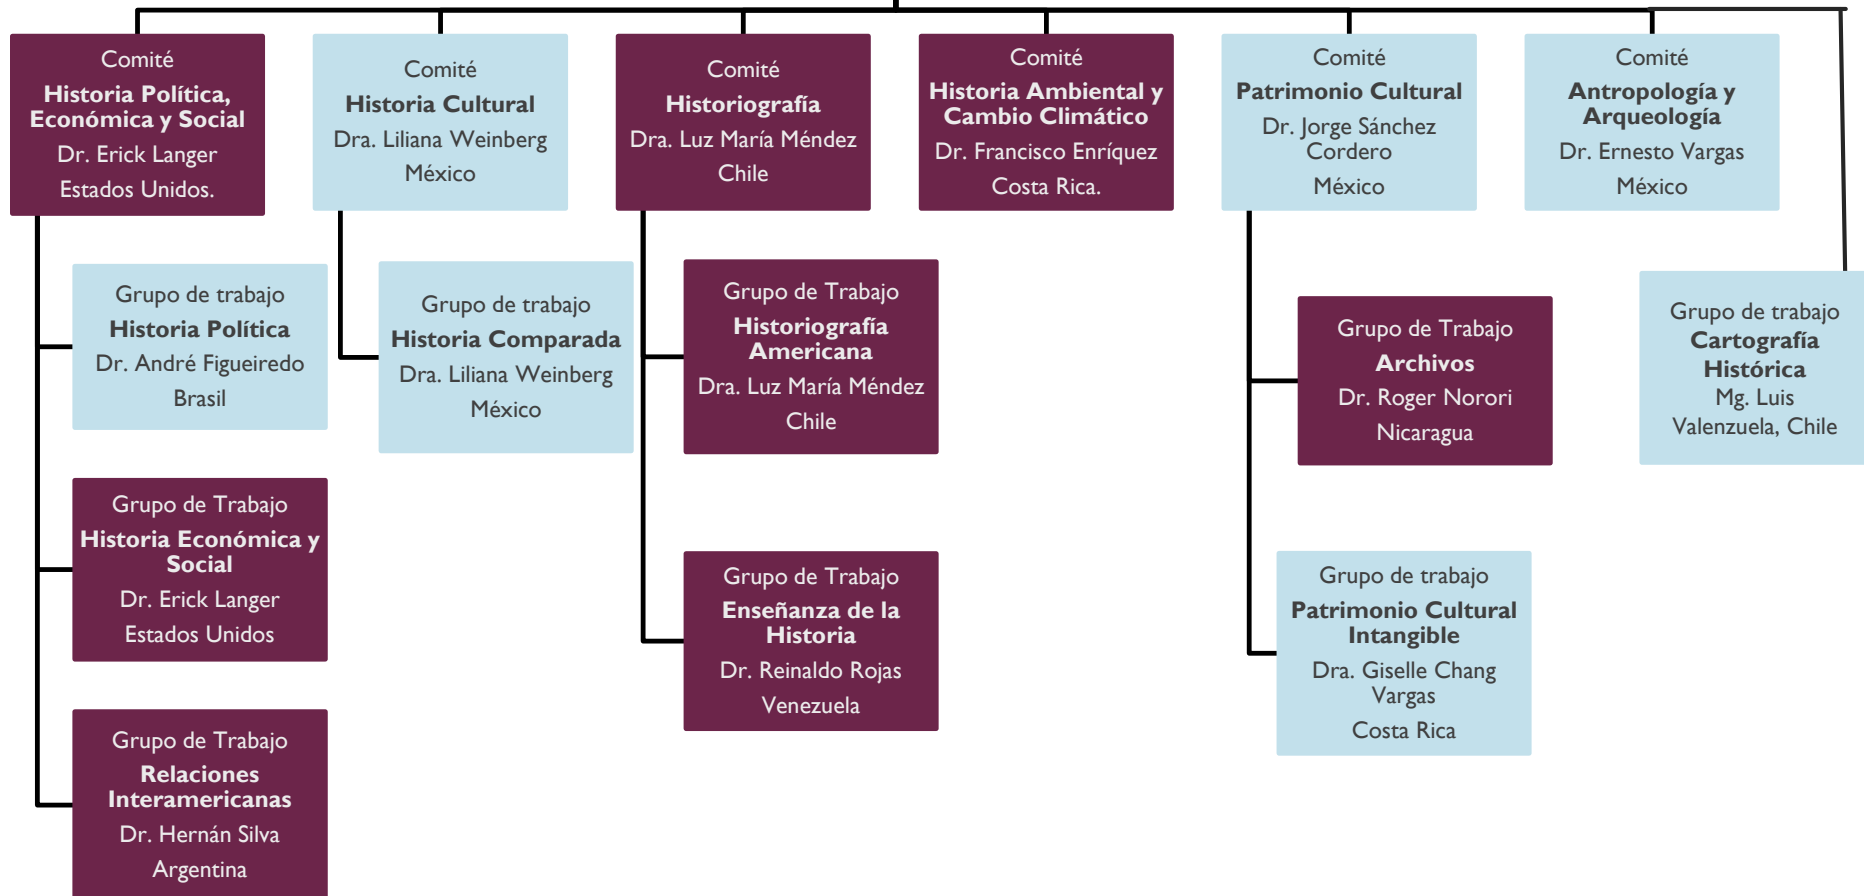 Comité
Historia Política,
Económica y Social
Dr. Erick Langer
Estados Unidos.
Comité
Historia Cultural
Dra. Liliana Weinberg
México
Comité
Historiografía
Dra. Luz María Méndez
Chile
Comité
Historia Ambiental y
Cambio Climático
Dr. Francisco Enríquez
Costa Rica.
Comité
Patrimonio Cultural
Dr. Jorge Sánchez
Cordero
México
Comité
Antropología y
Arqueología
Dr. Ernesto Vargas
México
Grupo de trabajo
Historia Política
Dr. André Figueiredo
Brasil
Grupo de Trabajo
Historia Económica y
Social
Dr. Erick Langer
Estados Unidos
Grupo de Trabajo
Relaciones
Interamericanas
Dr. Hernán Silva
Argentina
Grupo de trabajo
Historia Comparada
Dra. Liliana Weinberg
México
Grupo de Trabajo
Historiografía
Americana
Dra. Luz María Méndez
Chile
Grupo de Trabajo
Enseñanza de la
Historia
Dr. Reinaldo Rojas
Venezuela
Grupo de Trabajo
Archivos
Dr. Roger Norori
Nicaragua
Grupo de trabajo
Patrimonio Cultural
Intangible
Dra. Giselle Chang
Vargas
Costa Rica
Grupo de trabajo
Cartografía
Histórica
Mg. Luis
Valenzuela, Chile